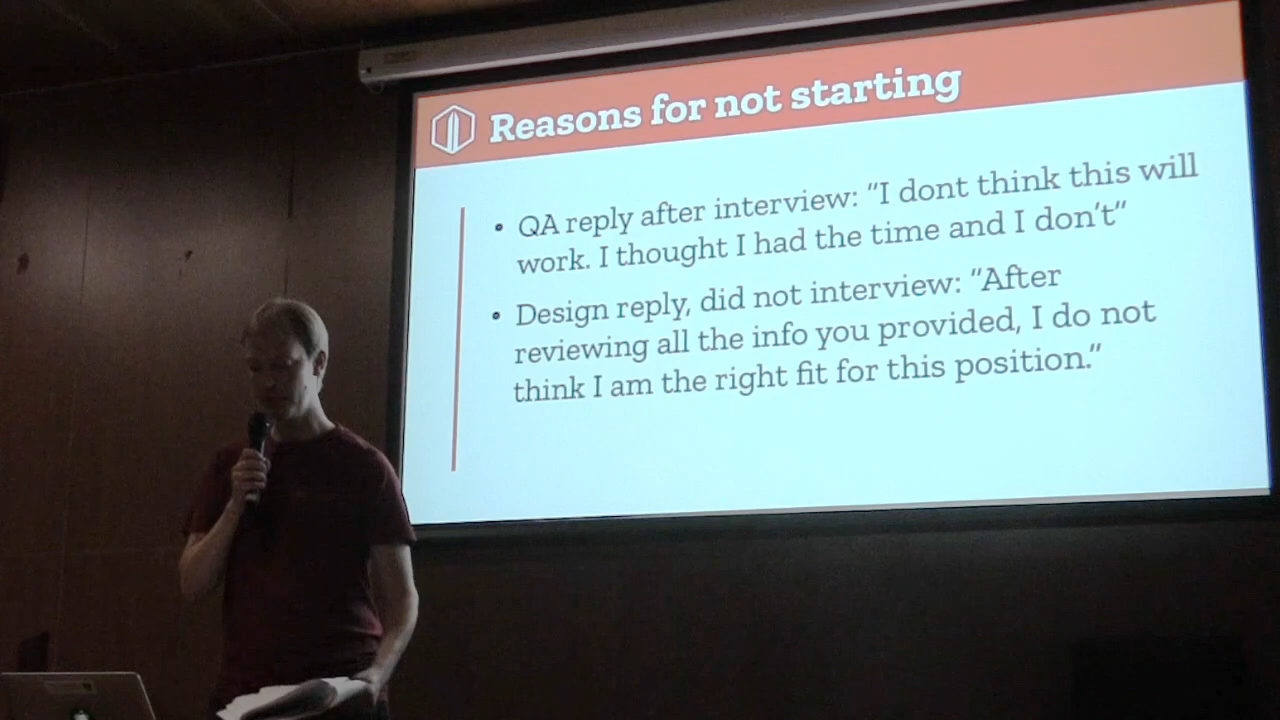 Reasons for not starting
• QA reply after interview: “I dont think this will
work. I thought I had the time and I don’t”
• Design reply, did not interview: “After
reviewing all the info you provided, I do not
think I am the right fit for this position.”